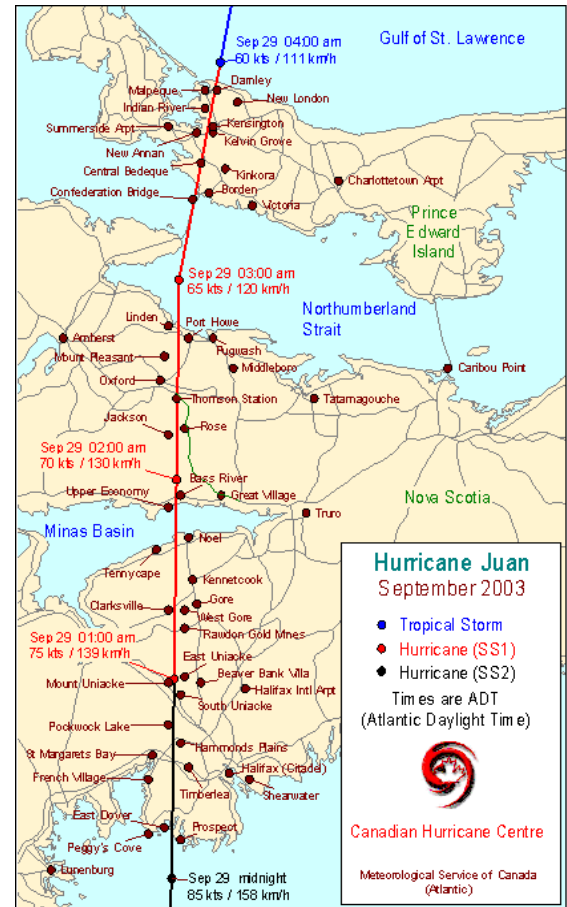 Sep 29 04:00 am
60 kts / 111 km/h
Gulf of St. Lawrence
Malpeque
Darnley
New London
Indian River
Summerside Arpt
Kensington
New Annan
Kelvin Grove
Central Bedeque
Kinkora
Charlottetown Arpt
Confederation Bridge
Borden
Victoria
Prince
Edward
Island
Sep 29 03:00 am
65 kts / 120 km/h
Northumberland
Strait
Linden
Port Howe
Amherst
Pugwash
Mount Pleasant
Middleboro
Caribou Point
Oxford
Thomson Station
Tatamagouche
Jackson
Rose
Sep 29 02:00 am
70 kts / 130 km/h
Bass River
Upper Economy
Great Village
Nova Scotia
Truro
Minas Basin
Noel
Tennycape
Kennetcook
Clarksville
Gore
West Gore
Rawdon Gold Mnes
Sep 29 01:00 am
75 kts / 139 km/h
East Uniacke
Mount Uniacke
Beaver Bank Villa
Halifax Intl Arpt
South Uniacke
Pockwock Lake
Hammonds Plains
St Margarets Bay
French Village
Halifax (Citadel)
Timberlea
Shearwater
East Dover
Prospect
Peggy's Cove
Lunenburg
Sep 29 midnight
85 kts / 158 km/h
Hurricane Juan
September 2003
Tropical Storm
Hurricane (SS1)
Hurricane (SS2)
Times are ADT
(Atlantic Daylight Time)
Canadian Hurricane Centre
Meteorological Service of Canada
(Atlantic)